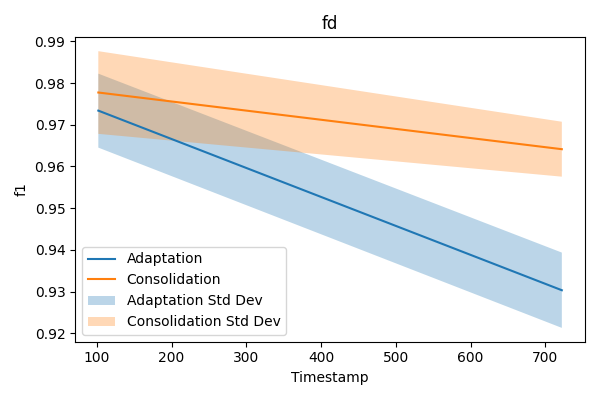 fd
f1
0.99
0.98
0.97
0.96
0.95
0.94
0.93
0.92
Adaptation
Consolidation
Adaptation Std Dev
Consolidation Std Dev
100 200 300 400 500 600 700
Timestamp